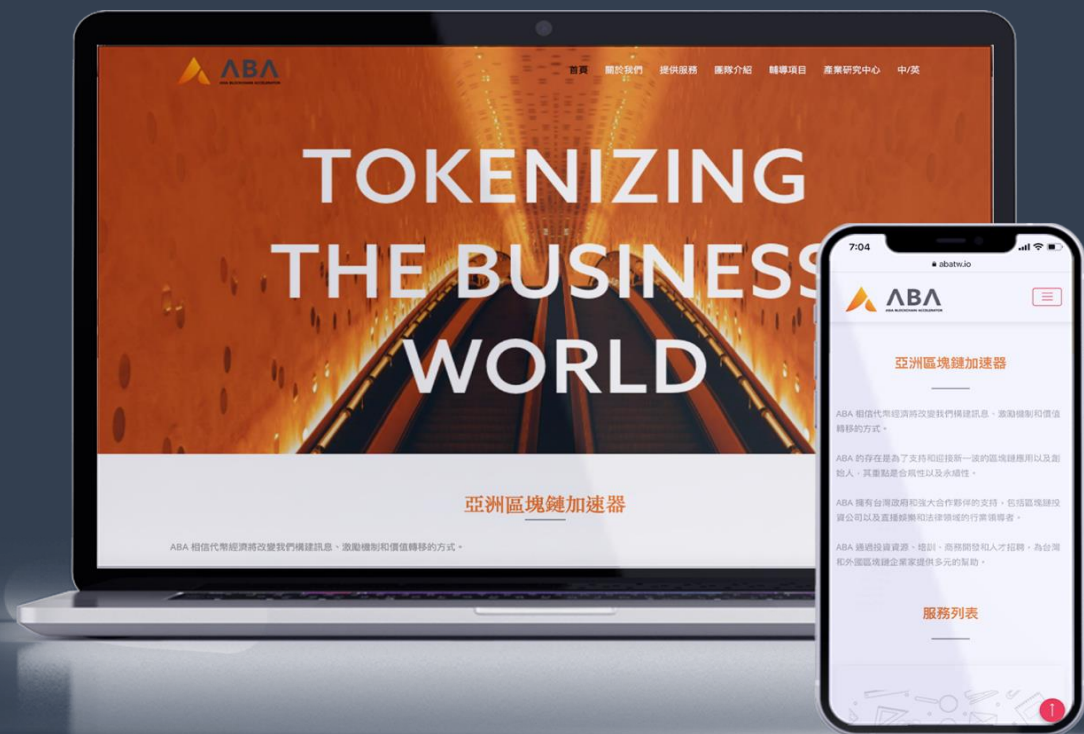 ABA
ASIA BLOCKCHAIN ACCELERATOR
首頁 關於我們 提供服務 團隊介紹 輔導項目 產業研究中心 中/英
TOKENIZING
THE BUSINESS
WORLD
亞洲區塊鏈加速器
ABA 相信代幣經濟將改變我們構建訊息、激勵機制和價值轉移的方式。
7:04
abatw.io
ABA
ASIA BLOCKCHAIN ACCELERATOR
亞洲區塊鏈加速器
ABA 相信代幣經濟將改變我們構建訊息、激勵機制和價值
轉移的方式。
ABA 的存在是為了支持和迎接新一波的區塊鏈應用以及創
始人，其重點是合規性以及永續性。
ABA 擁有台灣政府和強大合作夥伴的支持，包括區塊鏈投
資公司以及直接娛樂和法律領域的行業領導者。
ABA 通過投資資源、培訓、商務開發和人才招聘，為台灣
和外國區塊鏈企業家提供多元的幫助。
服務列表